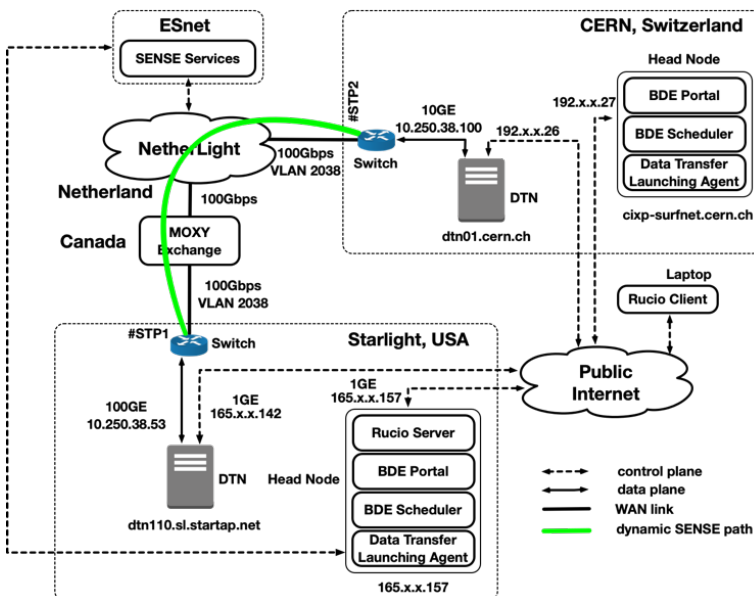 ESnet
SENSE Services
CERN, Switzerland
Head Node
BDE Portal
BDE Scheduler
Data Transfer
Launching Agent
cixp-surfnet.cern.ch
192.x.x.27
192.x.x.26
#STP2
10GE
10.250.38.100
Switch
DTN
dtn01.cern.ch
NetherLight
100Gbps
VLAN 2038
Netherland
100Gbps
Canada
MOXY
Exchange
100Gbps
VLAN 2038
Laptop
Rucio Client
Public
Internet
#STP1
Switch
Starlight, USA
100GE
10.250.38.53
1GE
165.x.x.142
1GE
165.x.x.157
DTN
dtn110.sl.startap.net
Head Node
Rucio Server
BDE Portal
BDE Scheduler
Data Transfer
Launching Agent
165.x.x.157
control plane
data plane
WAN link
dynamic SENSE path